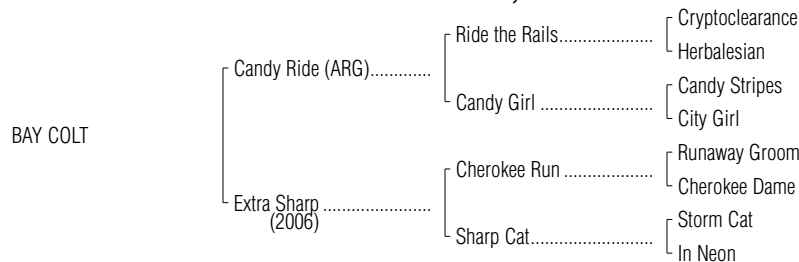 Cryptoclearance
Ride the Rails..................
Herbalesian
Candy Ride (ARG).............
Candy Stripes
Candy Girl ......................
City Girl
BAY COLT
Runaway Groom
Cherokee Run .................
Cherokee Dame
Extra Sharp .......................
(2006)
Storm Cat
Sharp Cat........................
In Neon